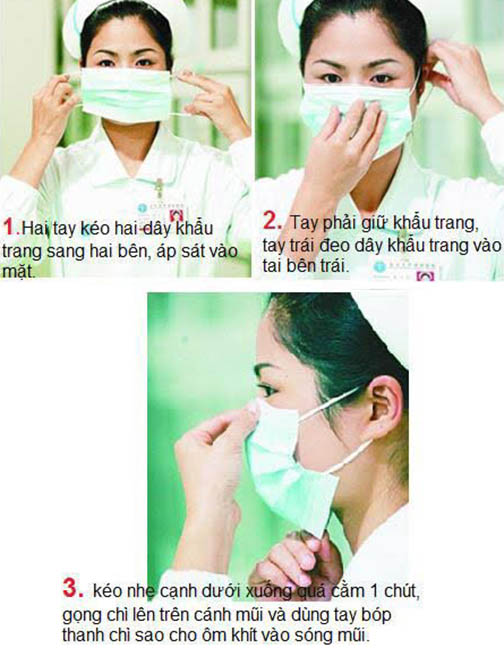 1.Hai tay kéo hai dây khẩu
trang sang hai bên, áp sát vào
mặt.
2. Tay phải giữ khẩu trang,
tay trái đeo dây khẩu trang vào
tai bên trái.
3. kéo nhẹ cạnh dưới xuống quá cằm 1 chút,
gọng chì lên trên cánh mũi và dùng tay bóp
thanh chì sao cho ôm khít vào sóng mũi.